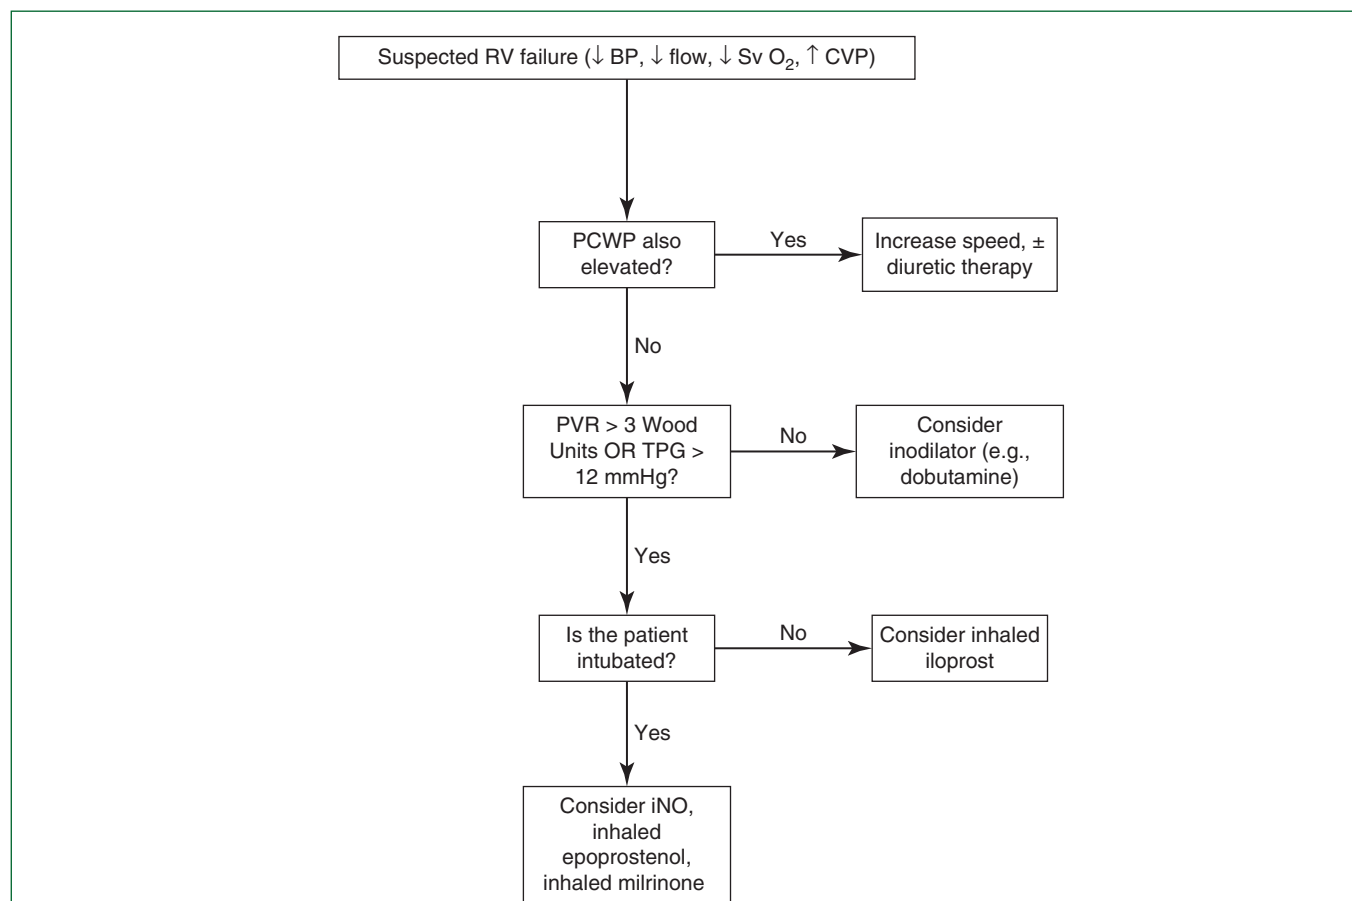 Suspected RV failure (↓ BP, ↓ flow, ↓ Sv O₂, ↑ CVP)
PCWP also
elevated?
Yes
Increase speed, ±
diuretic therapy
No
PVR > 3 Wood
Units OR TPG >
12 mmHg?
No
Consider
inodilator (e.g.,
dobutamine)
Yes
Is the patient
intubated?
No
Consider inhaled
iloprost
Yes
Consider iNO,
inhaled
epoprostenol,
inhaled milrinone